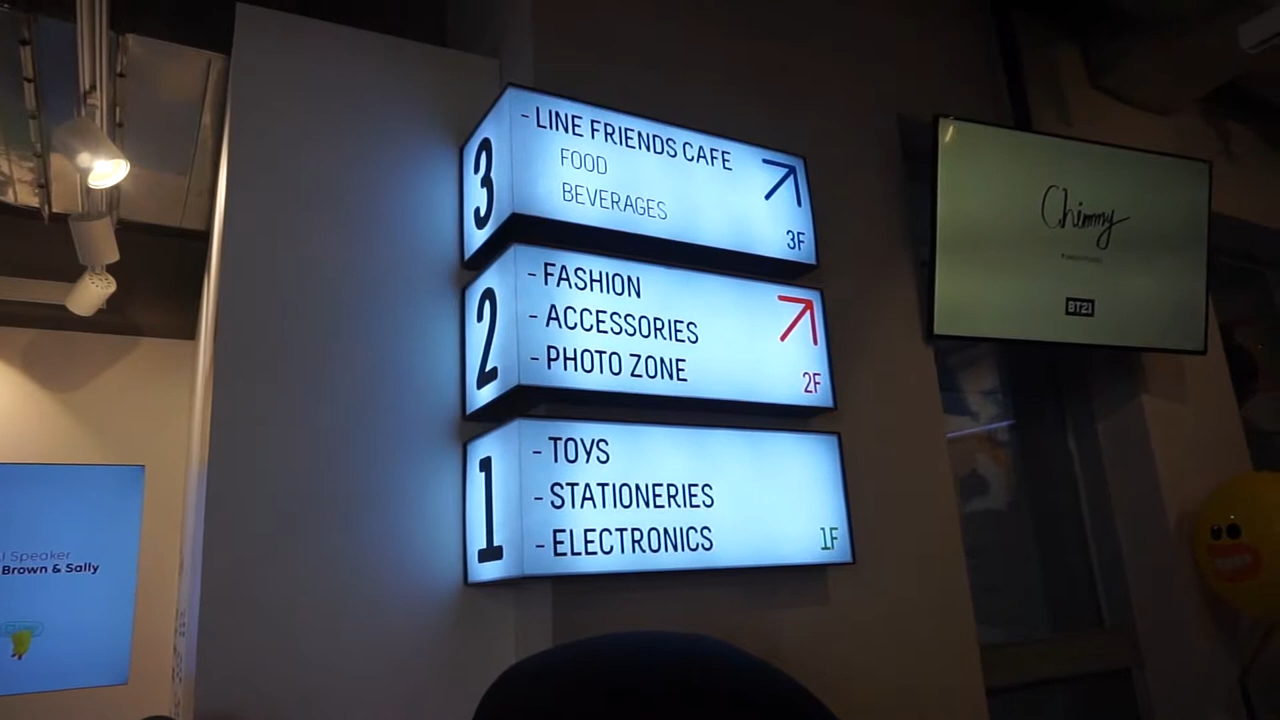 3
- LINE FRIENDS CAFE
FOOD
BEVERAGES
3F
2
- FASHION
- ACCESSORIES
- PHOTO ZONE
2F
1
- TOYS
- STATIONERIES
- ELECTRONICS
1F
Chimmy
BT21
I Speaker
Brown & Sally